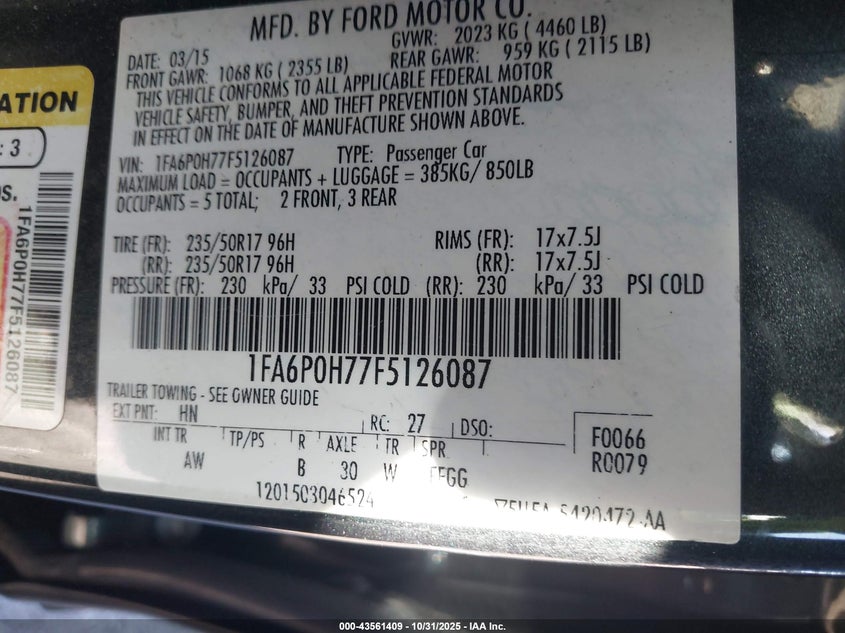 MFD. BY FORD MOTOR CO.
DATE: 03/15 GVWR: 2023 KG ( 4460 LB)
FRONT GAWR: 1068 KG ( 2355 LB) REAR GAWR: 959 KG ( 2115 LB)
THIS VEHICLE CONFORMS TO ALL APPLICABLE FEDERAL MOTOR
VEHICLE SAFETY, BUMPER, AND THEFT PREVENTION STANDARDS
IN EFFECT ON THE DATE OF MANUFACTURE SHOWN ABOVE.
VIN: 1FA6P0H77F5126087 TYPE: Passenger Car
MAXIMUM LOAD = OCCUPANTS + LUGGAGE = 385KG/ 850LB
OCCUPANTS = 5 TOTAL; 2 FRONT, 3 REAR
TIRE (FR): 235/50R17 96H RIMS (FR): 17x7.5J
(RR): 235/50R17 96H (RR): 17x7.5J
PRESSURE (FR): 230 kPa/ 33 PSI COLD (RR): 230 kPa/ 33 PSI COLD
1FA6P0H77F5126087
TRAILER TOWING - SEE OWNER GUIDE
EXT PNT: HN RC: 27 DSO: F0066
INT TR TP/PS R AXLE TR SPR R0079
AW B 30 W
1201503046524
ATION
: 3
1FA6P0H77F5126087
000-43561409 - 10/31/2025 - IAA Inc.